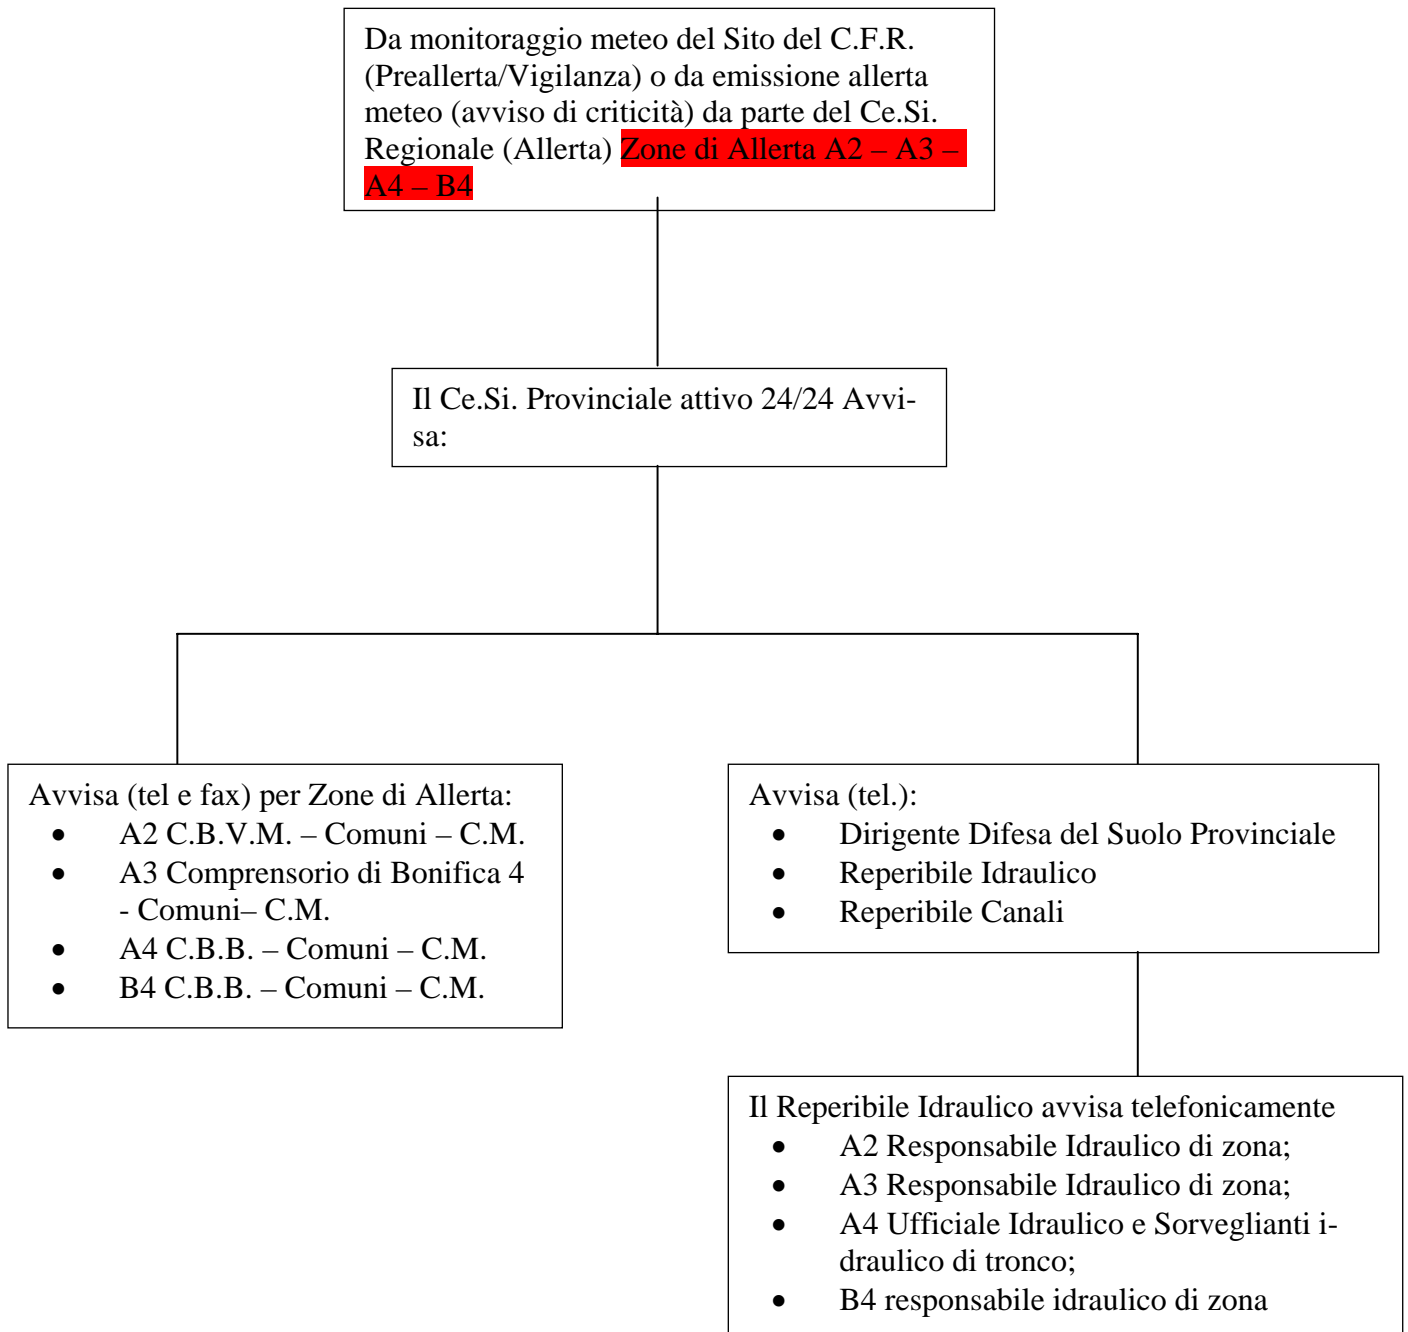 Da monitoraggio meteo del Sito del C.F.R.
(Preallerta/Vigilanza) o da emissione allerta
meteo (avviso di criticità) da parte del Ce.Si.
Regionale (Allerta) Zone di Allerta A2 – A3 –
A4 – B4
Il Ce.Si. Provinciale attivo 24/24 Avvi-
sa:
Avvisa (tel e fax) per Zone di Allerta:
• A2 C.B.V.M. – Comuni – C.M.
• A3 Comprensorio di Bonifica 4
- Comuni– C.M.
• A4 C.B.B. – Comuni – C.M.
• B4 C.B.B. – Comuni – C.M.
Avvisa (tel.):
• Dirigente Difesa del Suolo Provinciale
• Reperibile Idraulico
• Reperibile Canali
Il Reperibile Idraulico avvisa telefonicamente
• A2 Responsabile Idraulico di zona;
• A3 Responsabile Idraulico di zona;
• A4 Ufficiale Idraulico e Sorveglianti i-
draulico di tronco;
• B4 responsabile idraulico di zona